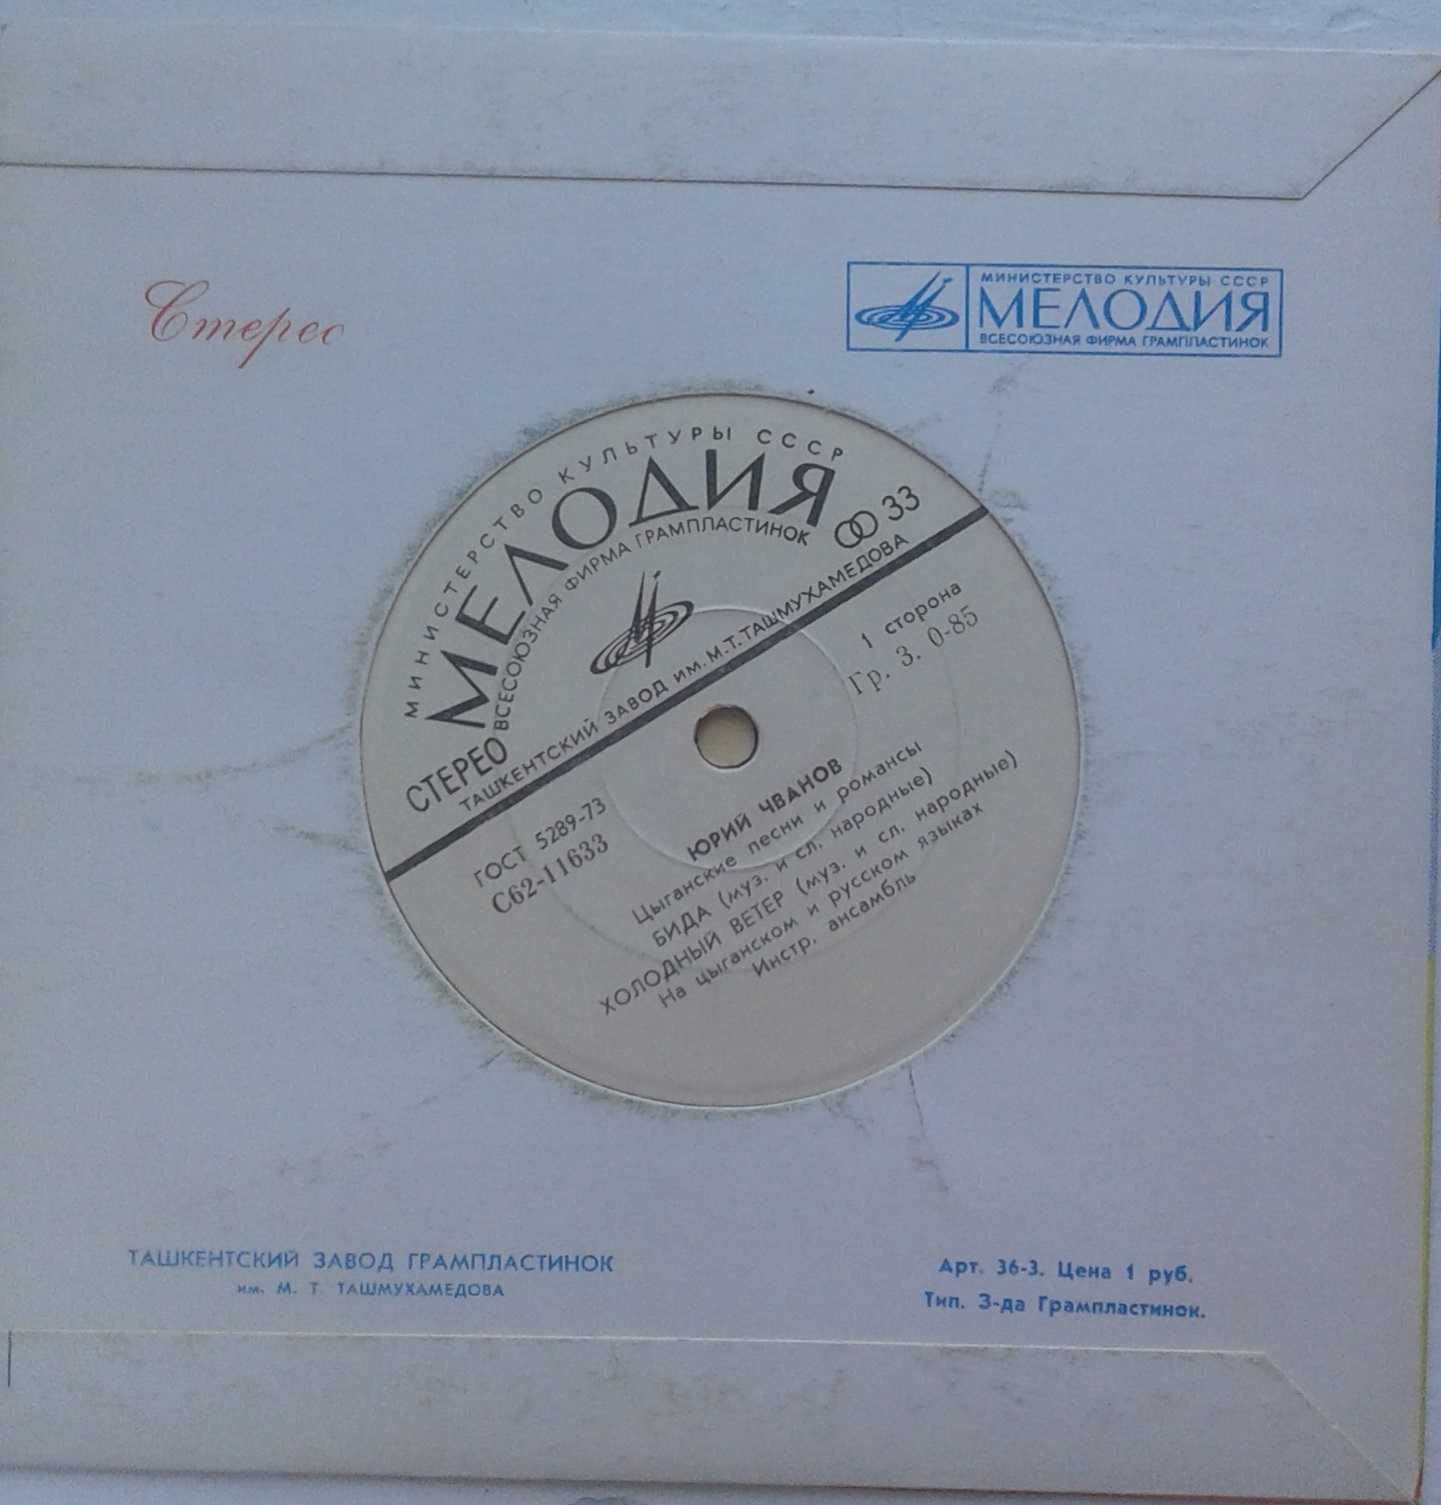 Стерео
МИНИСТЕРСТВО КУЛЬТУРЫ СССР
МЕЛОДИЯ
ВСЕСОЮЗНАЯ ФИРМА ГРАМПЛАСТИНОК
МИНИСТЕРСТВО КУЛЬТУРЫ СССР
МЕЛОДИЯ
ВСЕСОЮЗНАЯ ФИРМА ГРАМПЛАСТИНОК
СТЕРЕО
33
ТАШКЕНТСКИЙ ЗАВОД ИМ. М.Т. ТАШМУХАМЕДОВА
ГОСТ 5289-73
С62-11633
1 сторона
Гр. 3. 0-85
ЮРИЙ ЧВАНОВ
Цыганские песни и романсы
БИДА (муз. и сл. народные)
ХОЛОДНЫЙ ВЕТЕР (муз. и сл. народные)
На цыганском и русском языках
Инстр. ансамбль
ТАШКЕНТСКИЙ ЗАВОД ГРАМПЛАСТИНОК
им. М. Т. ТАШМУХАМЕДОВА
Арт. 36-3. Цена 1 руб.
Тип. З-да Грампластинок.